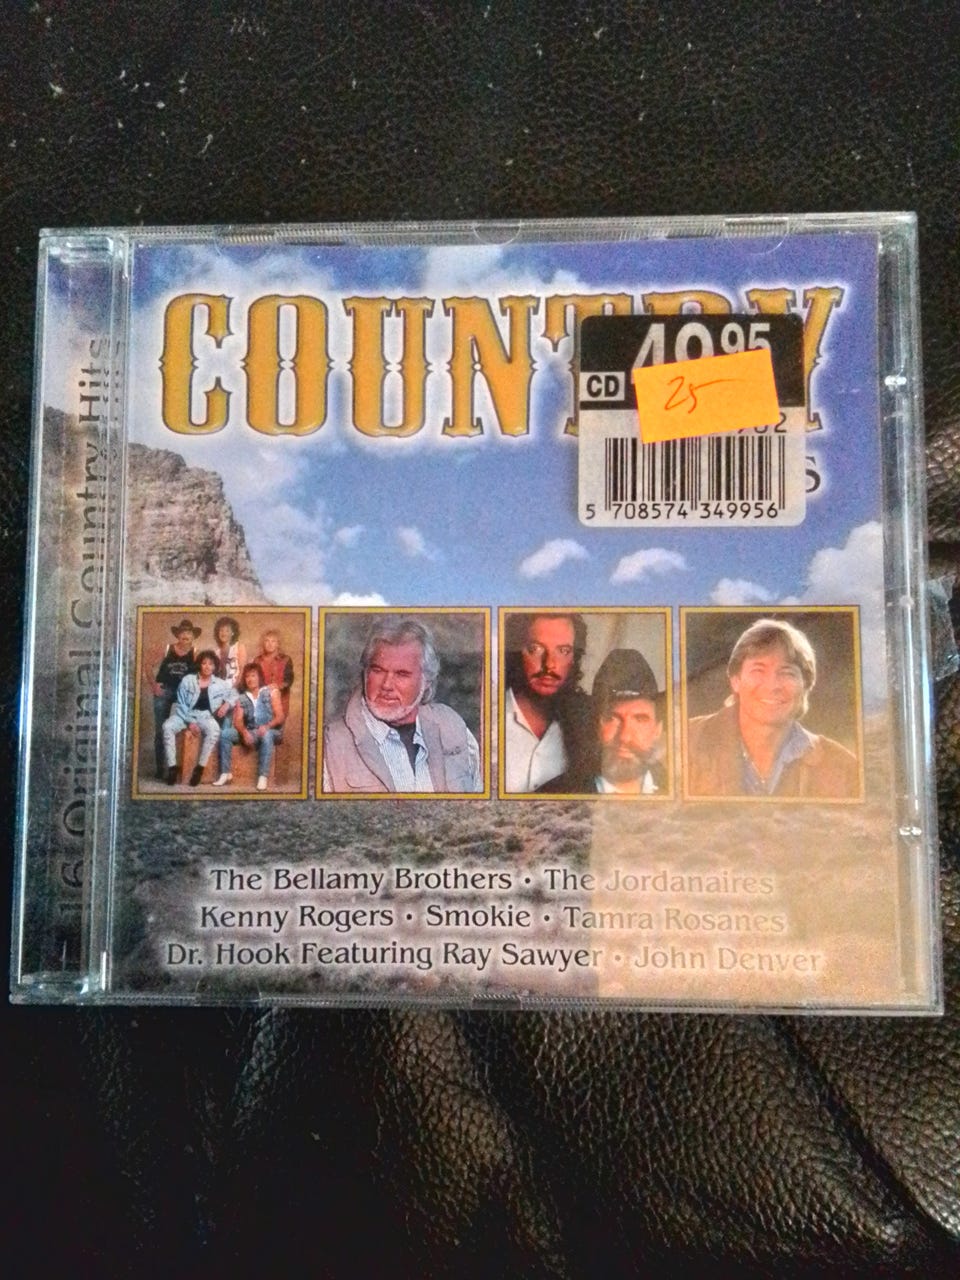 16 Original Country Hits
COUNTRY
49 95
CD
25
5 708574 349956
The Bellamy Brothers • The Jordanaires
Kenny Rogers • Smokie • Tamra Rosanes
Dr. Hook Featuring Ray Sawyer • John Denver